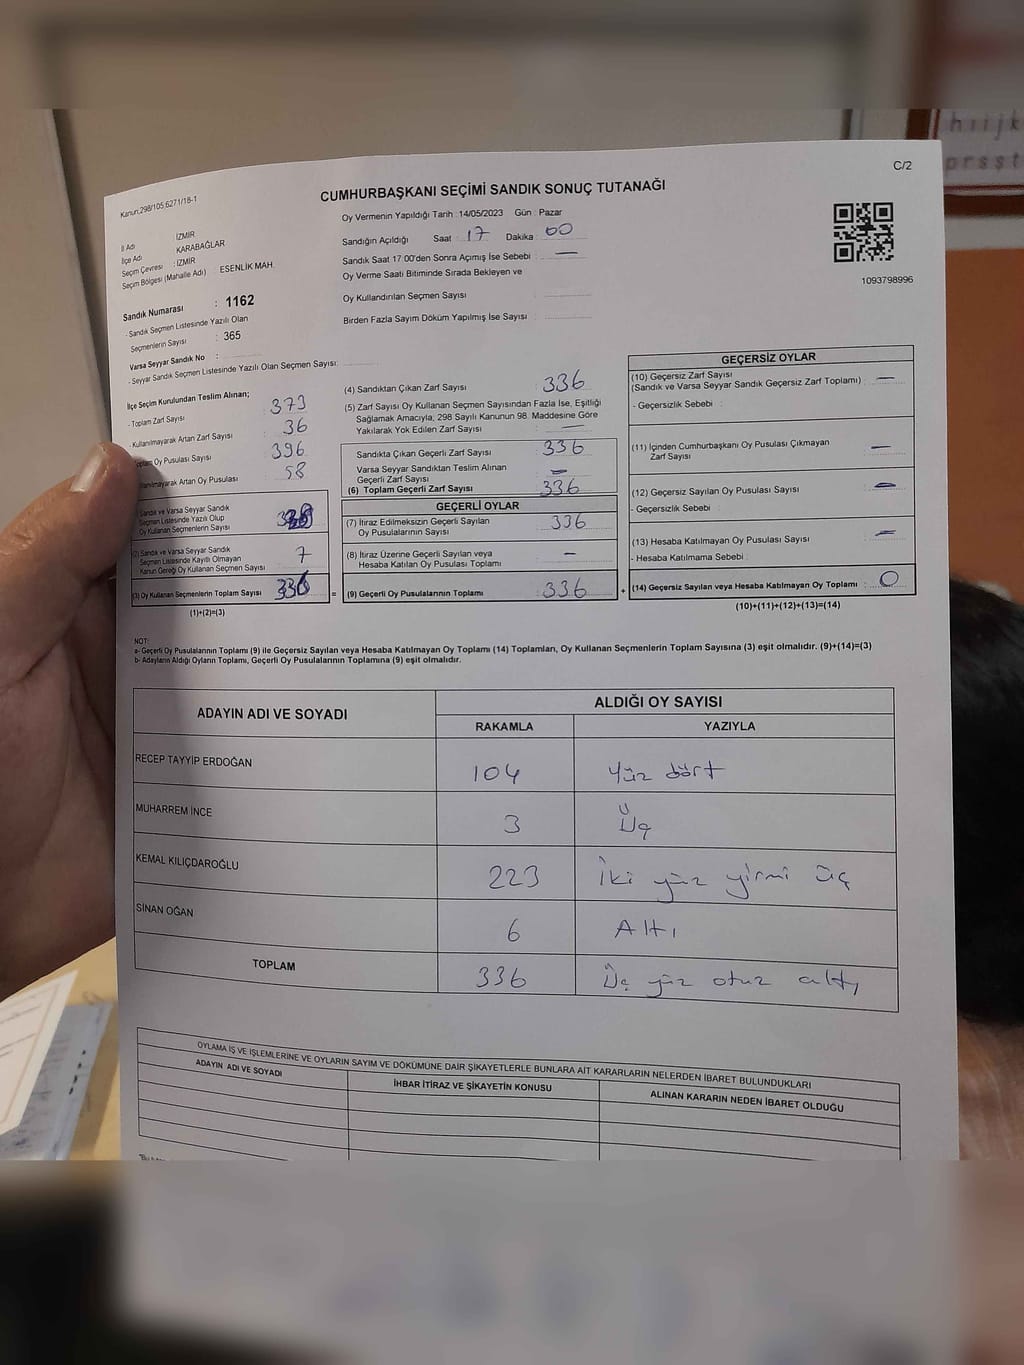 C/2
Kanun:298/105;6271/18-1
CUMHURBAŞKANI SEÇİMİ SANDIK SONUÇ TUTANAĞI
İl Adı : İZMİR
İlçe Adı KARABAĞLAR
Seçim Çevresi : İZMİR
Seçim Bölgesi (Mahalle Adı) : ESENLİK MAH.
Sandık Numarası : 1162
- Sandık Seçmen Listesinde Yazılı Olan
Seçmenlerin Sayısı : 365
Varsa Seyyar Sandık No :
- Seyyar Sandık Seçmen Listesinde Yazılı Olan Seçmen Sayısı:
Oy Vermenin Yapıldığı Tarih : 14/05/2023 Gün : Pazar
Sandığın Açıldığı Saat : 17 Dakika : 00
Sandık Saat 17:00'den Sonra Açımış İse Sebebi : —
Oy Verme Saati Bitiminde Sırada Bekleyen ve
Oy Kullandırılan Seçmen Sayısı :
Birden Fazla Sayım Döküm Yapılmış İse Sayısı :
1093798996
İlçe Seçim Kurulundan Teslim Alınan;
- Toplam Zarf Sayısı : 373
- Kullanılmayarak Artan Zarf Sayısı : 36
Toplam Oy Pusulası Sayısı : 396
Oy Pusulası : 58
Sandık ve Varsa Seyyar Sandık
Seçmen Listesinde Yazılı Olup
Oy Kullanan Seçmenlerin Sayısı
(2) Sandık ve Varsa Seyyar Sandık
Seçmen Listesinde Kayıtlı Olmayan
Kanun Gereği Oy Kullanan Seçmen Sayısı : 7
(3) Oy Kullanan Seçmenlerin Toplam Sayısı : 336 =
(1)+(2)=(3)
(4) Sandıktan Çıkan Zarf Sayısı : 336
(5) Zarf Sayısı Oy Kullanan Seçmen Sayısından Fazla İse, Eşitliği
Sağlamak Amacıyla; 298 Sayılı Kanunun 98. Maddesine Göre
Yakılarak Yok Edilen Zarf Sayısı : —
Sandıkta Çıkan Geçerli Zarf Sayısı : 336
Varsa Seyyar Sandıktan Teslim Alınan
Geçerli Zarf Sayısı : —
(6) Toplam Geçerli Zarf Sayısı : 336
GEÇERLİ OYLAR
(7) İtiraz Edilmeksizin Geçerli Sayılan
Oy Pusulalarının Sayısı : 336
(8) İtiraz Üzerine Geçerli Sayılan veya
Hesaba Katılan Oy Pusulası Toplamı : —
(9) Geçerli Oy Pusulalarının Toplamı : 336 +
GEÇERSİZ OYLAR
(10) Geçersiz Zarf Sayısı
(Sandık ve Varsa Seyyar Sandık Geçersiz Zarf Toplamı) : —
- Geçersizlik Sebebi :
(11) İçinden Cumhurbaşkanı Oy Pusulası Çıkmayan
Zarf Sayısı : —
(12) Geçersiz Sayılan Oy Pusulası Sayısı : —
- Geçersizlik Sebebi :
(13) Hesaba Katılmayan Oy Pusulası Sayısı : —
- Hesaba Katılmama Sebebi :
(14) Geçersiz Sayılan veya Hesaba Katılmayan Oy Toplamı : 0
(10)+(11)+(12)+(13)=(14)
NOT:
a- Geçerli Oy Pusulalarının Toplamı (9) ile Geçersiz Sayılan veya Hesaba Katılmayan Oy Toplamı (14) Toplamları, Oy Kullanan Seçmenlerin Toplam Sayısına (3) eşit olmalıdır. (9)+(14)=(3)
b- Adayların Aldığı Oyların Toplamı, Geçerli Oy Pusulalarının Toplamına (9) eşit olmalıdır.
ADAYIN ADI VE SOYADI
ALDIĞI OY SAYISI
RAKAMLA YAZIYLA
RECEP TAYYİP ERDOĞAN 104 Yüz dört
MUHARREM İNCE 3 Üç
KEMAL KILIÇDAROĞLU 223 İki yüz yirmi üç
SİNAN OĞAN 6 Altı
TOPLAM 336 Üç yüz otuz altı
OYLAMA İŞ VE İŞLEMLERİNE VE OYLARIN SAYIM VE DÖKÜMÜNE DAİR ŞİKAYETLERLE BUNLARA AİT KARARLARIN NELERDEN İBARET BULUNDUKLARI
ADAYIN ADI VE SOYADI İHBAR İTİRAZ VE ŞİKAYETİN KONUSU ALINAN KARARIN NEDEN İBARET OLDUĞU